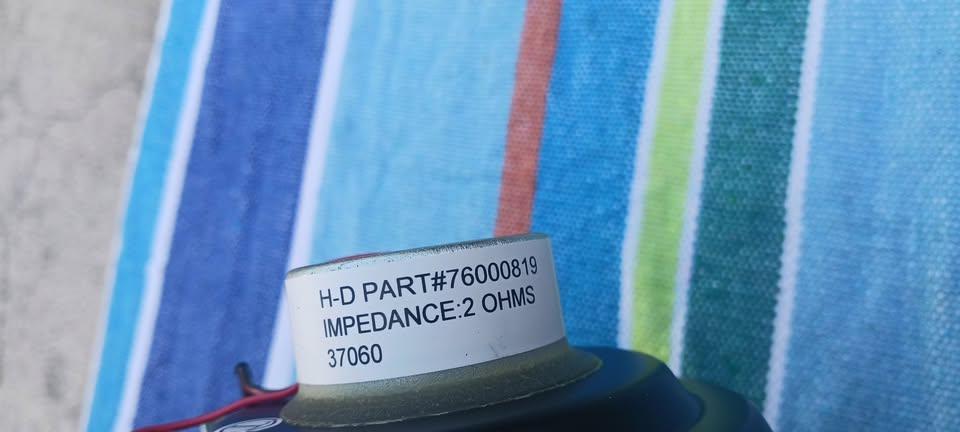 H-D PART#76000819
IMPEDANCE:2 OHMS
37060